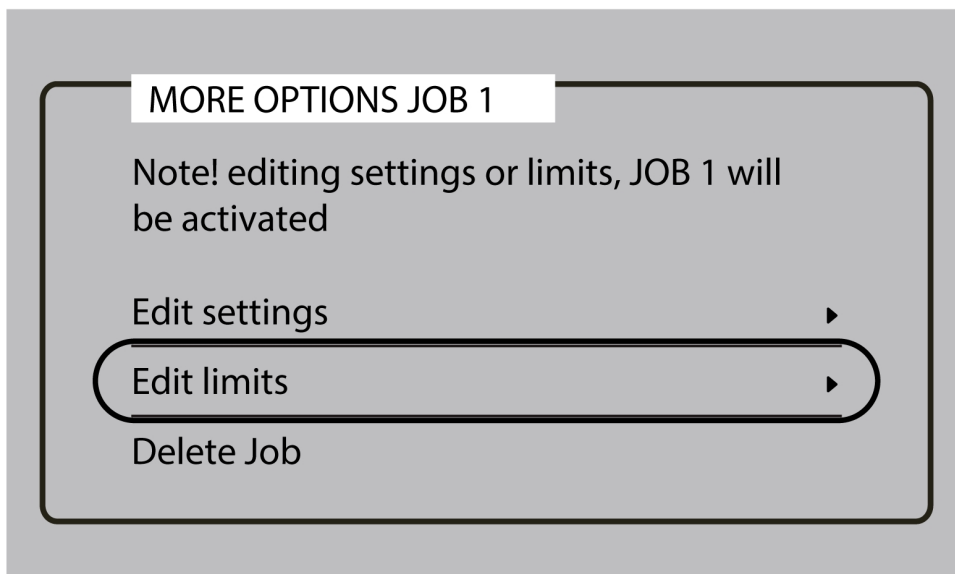 MORE OPTIONS JOB 1
Note! editing settings or limits, JOB 1 will
be activated
Edit settings
Edit limits
Delete Job